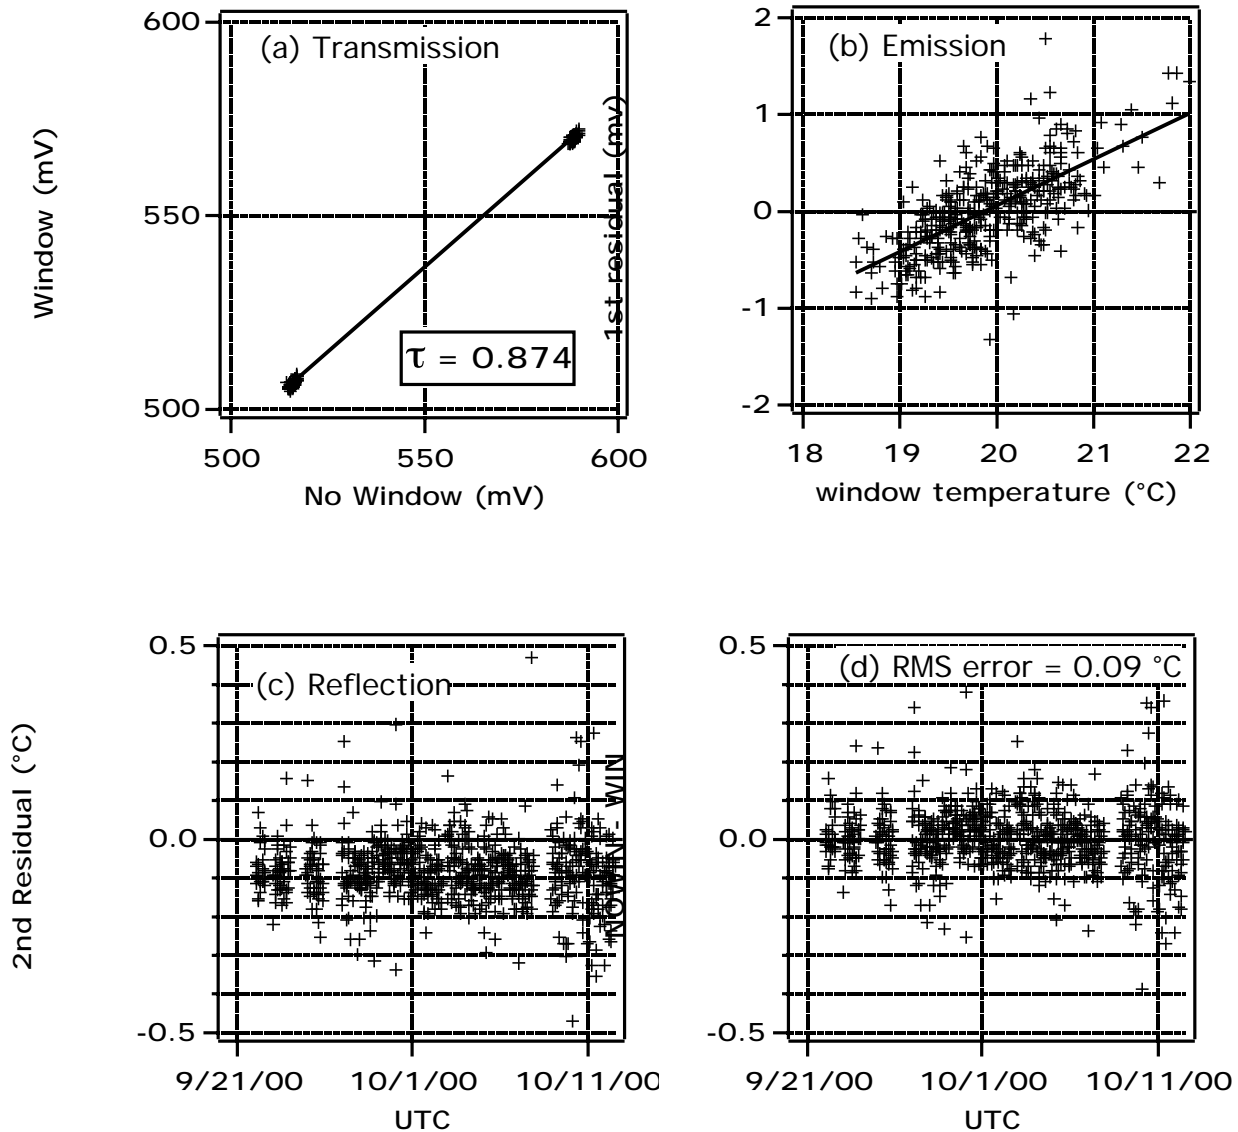 600
(a) Transmission
550
500
Window (mV)
τ = 0.874
500 550 600
No Window (mV)
2
(b) Emission
1
0
-1
-2
1st residual (mv)
18 19 20 21 22
window temperature (°C)
0.5
(c) Reflection
0.0
-0.5
2nd Residual (°C)
9/21/00 10/1/00 10/11/00
UTC
0.5
(d) RMS error = 0.09 °C
0.0
-0.5
NOWIN - WIN
9/21/00 10/1/00 10/11/00
UTC